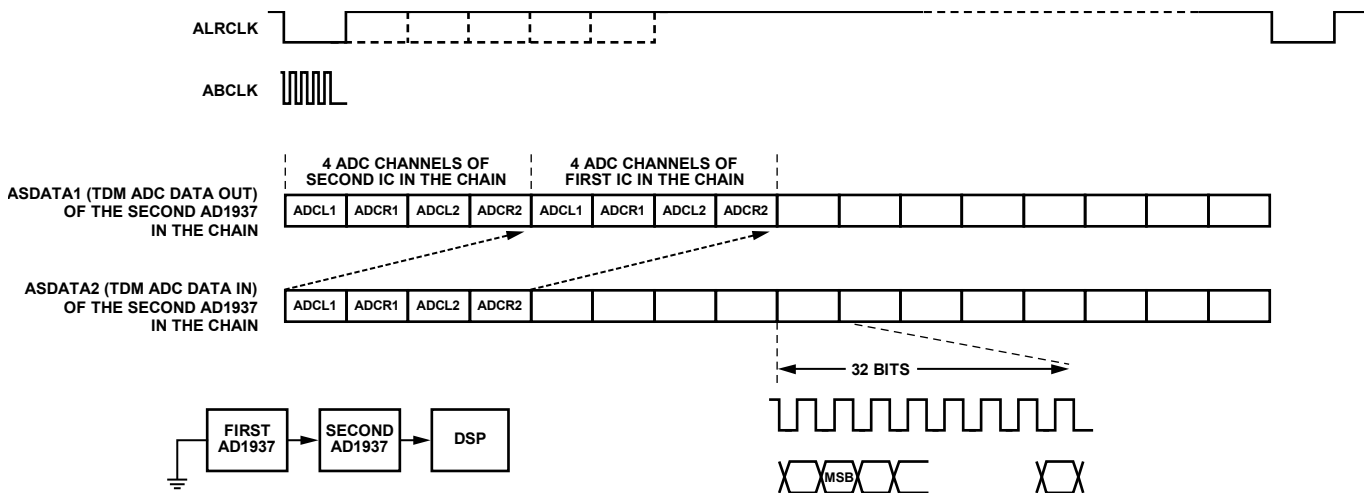 ALRCLK
ABCLK
4 ADC CHANNELS OF
SECOND IC IN THE CHAIN
4 ADC CHANNELS OF
FIRST IC IN THE CHAIN
ASDATA1 (TDM ADC DATA OUT)
OF THE SECOND AD1937
IN THE CHAIN
ADCL1 ADCR1 ADCL2 ADCR2 ADCL1 ADCR1 ADCL2 ADCR2
ASDATA2 (TDM ADC DATA IN)
OF THE SECOND AD1937
IN THE CHAIN
ADCL1 ADCR1 ADCL2 ADCR2
32 BITS
FIRST
AD1937
SECOND
AD1937
DSP
MSB